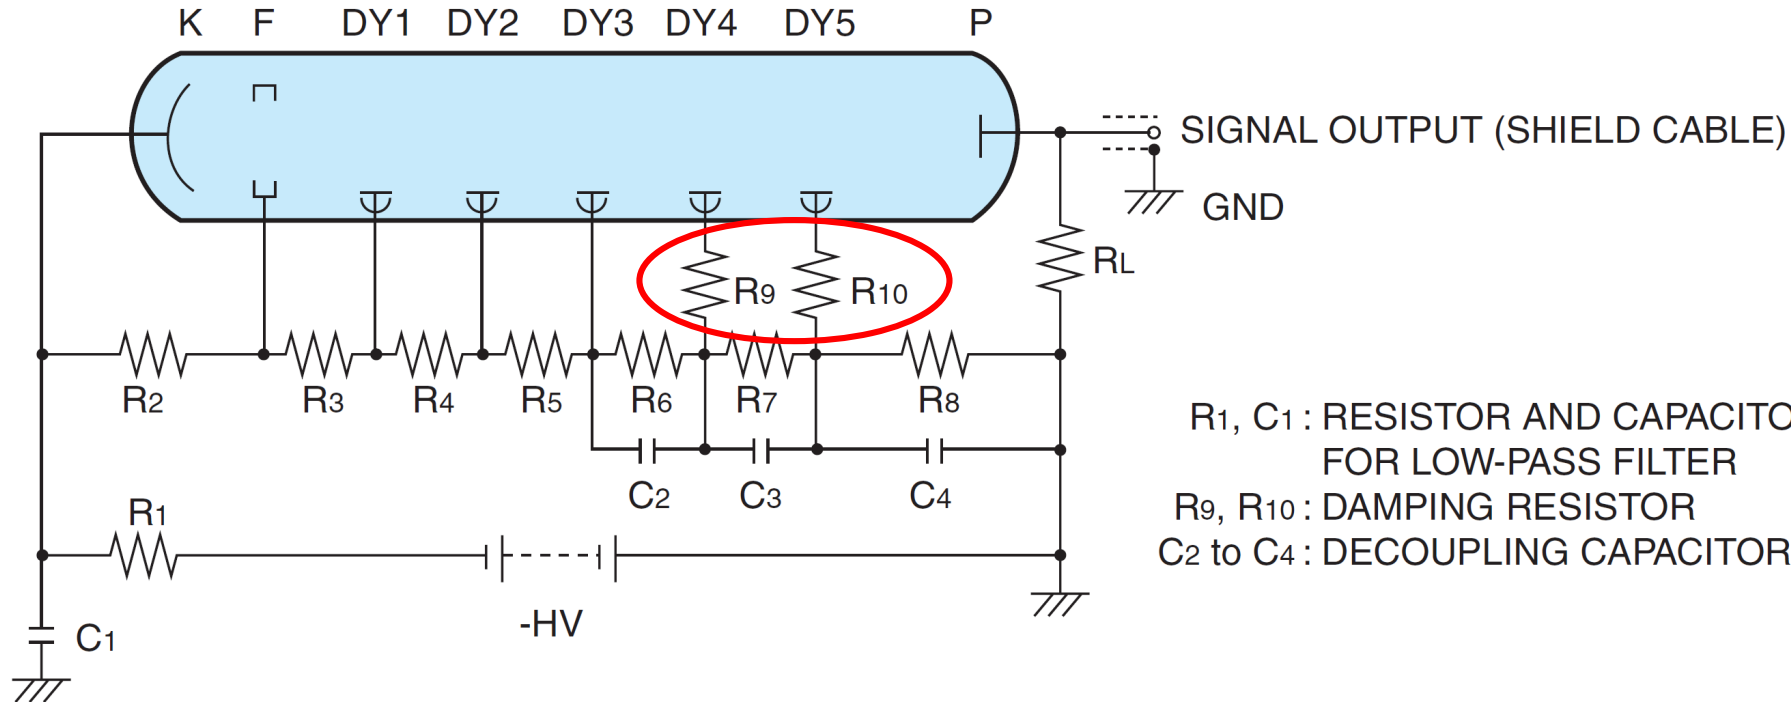 K F DY1 DY2 DY3 DY4 DY5 P
SIGNAL OUTPUT (SHIELD CABLE)
GND
RL
R9 R10
R2 R3 R4 R5 R6 R7 R8
C2 C3 C4
R1
-HV
C1
R1, C1 : RESISTOR AND CAPACITO
FOR LOW-PASS FILTER
R9, R10 : DAMPING RESISTOR
C2 to C4 : DECOUPLING CAPACITOR